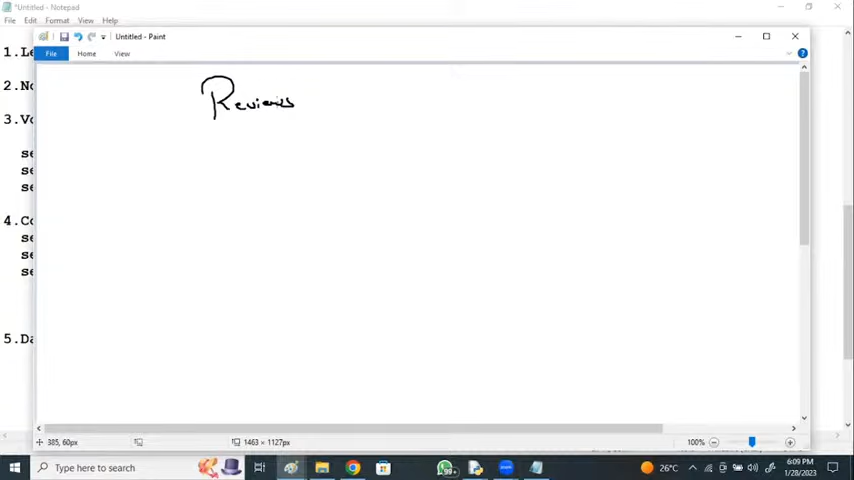 *Untitled - Notepad
File Edit Format View Help
Untitled - Paint
File Home View
1.Le
Reviews
2.No
3.Vo
se
se
se
4.Co
se
se
se
5.Da
385, 60px
1463 × 1127px
100%
Type here to search
99+
26°C
6:09 PM
1/28/2023